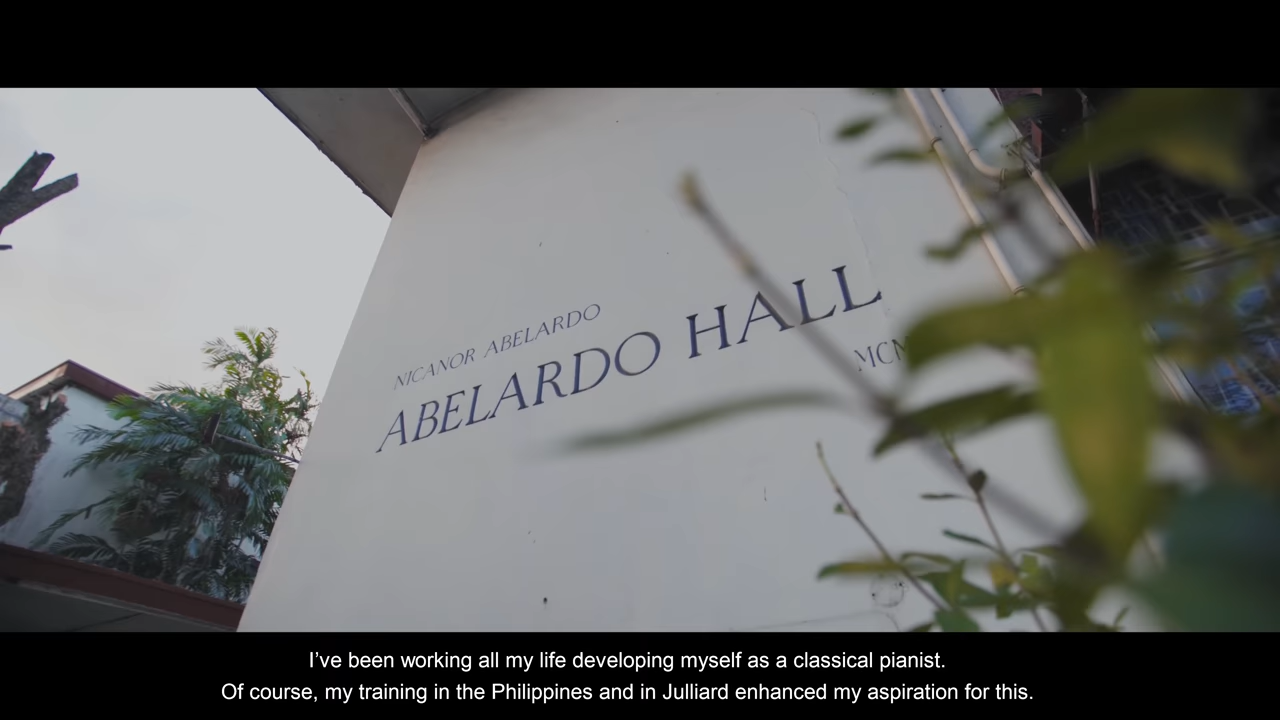 NICANOR ABELARDO
ABELARDO HALL
I've been working all my life developing myself as a classical pianist.
Of course, my training in the Philippines and in Julliard enhanced my aspiration for this.